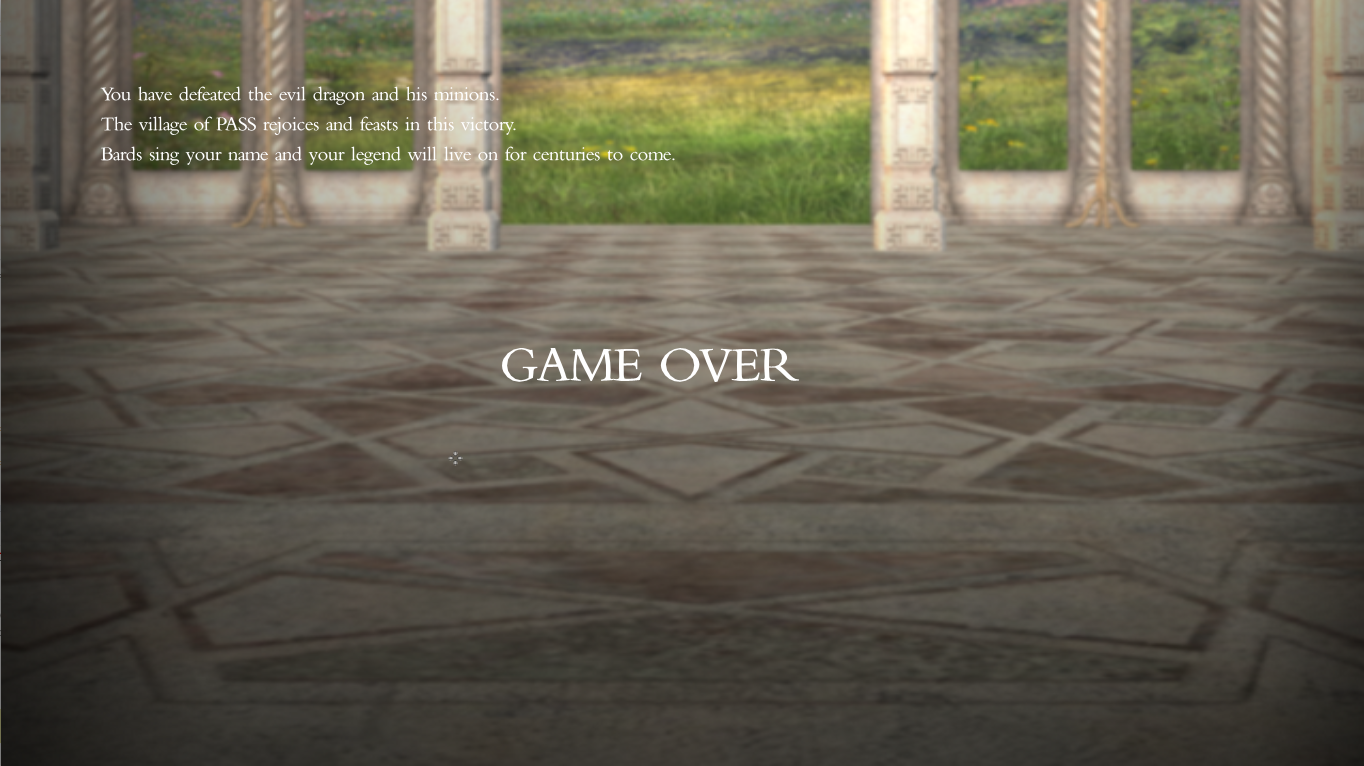 You have defeated the evil dragon and his minions.
The village of PASS rejoices and feasts in this victory.
Bards sing your name and your legend will live on for centuries to come.
GAME OVER